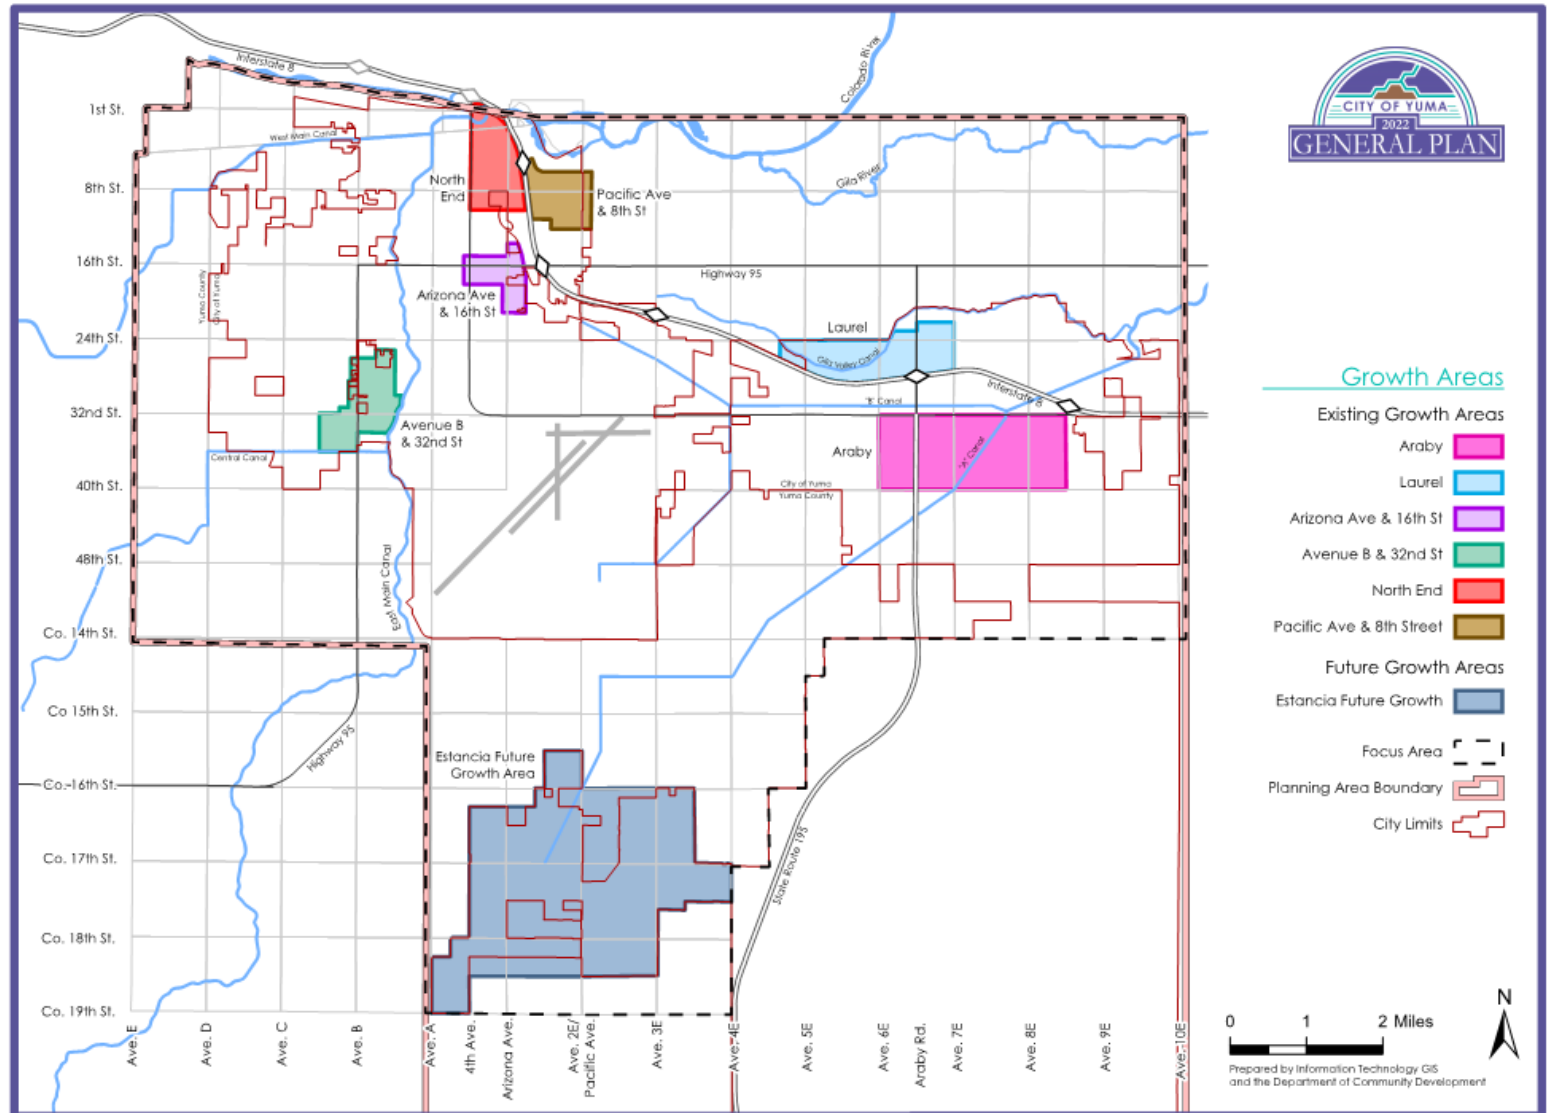 Interstate 8
Colorado River
CITY OF YUMA
2022
GENERAL PLAN
1st St.
West Main Canal
Gila River
8th St.
North
End
Pacific Ave
& 8th St
16th St.
Highway 95
Yuma County
City of Yuma
Arizona Ave
& 16th St
24th St.
Laurel
Gila Valley Canal
Interstate 8
"B" Canal
32nd St.
Avenue B
& 32nd St
Central Canal
Araby
"A" Canal
40th St.
City of Yuma
Yuma County
48th St.
East Main Canal
Co. 14th St.
Co 15th St.
Highway 95
Estancia Future
Growth Area
Co. 16th St.
State Route 195
Co. 17th St.
Co. 18th St.
Co. 19th St.
Ave. E
Ave. D
Ave. C
Ave. B
Ave. A
4th Ave.
Arizona Ave.
Ave. 2E/
Pacific Ave.
Ave. 3E
Ave. 4E
Ave. 5E
Ave. 6E
Araby Rd.
Ave. 7E
Ave. 8E
Ave. 9E
Ave. 10E
Growth Areas
Existing Growth Areas
Araby
Laurel
Arizona Ave & 16th St
Avenue B & 32nd St
North End
Pacific Ave & 8th Street
Future Growth Areas
Estancia Future Growth
Focus Area
Planning Area Boundary
City Limits
N
0 1 2 Miles
Prepared by Information Technology GIS
and the Department of Community Development